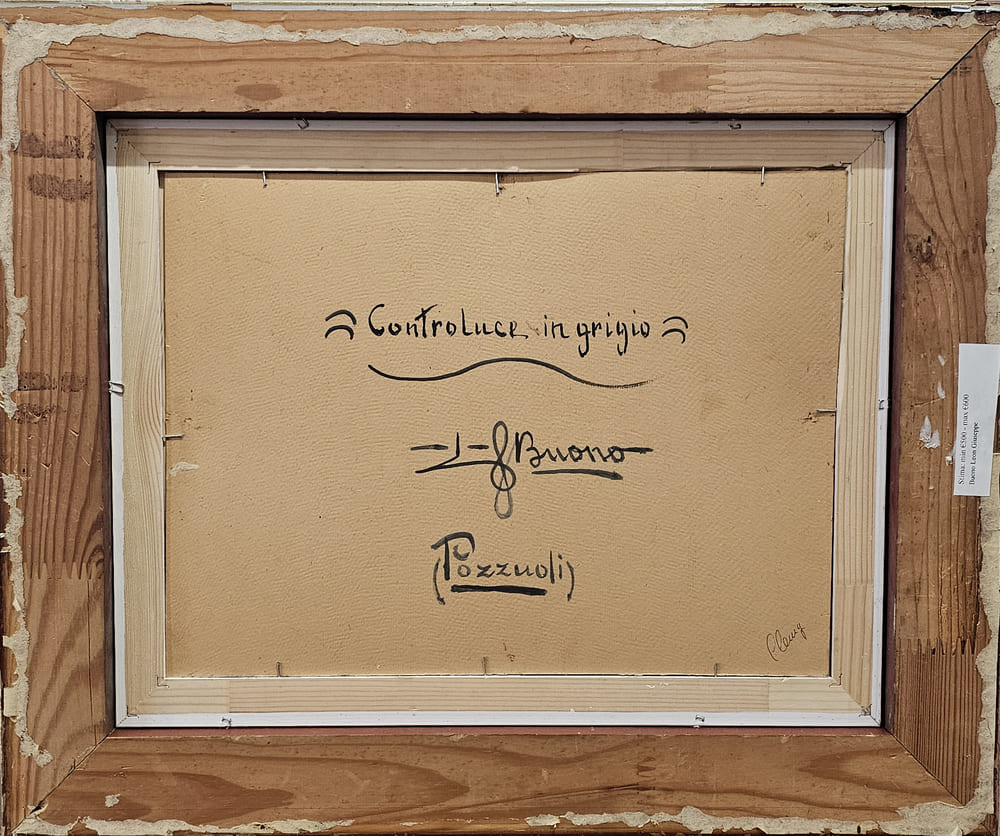 Controluce in grigio
L G Buono
(Pozzuoli)
Stima: min €500 - max €600
Buono Leon Giuseppe